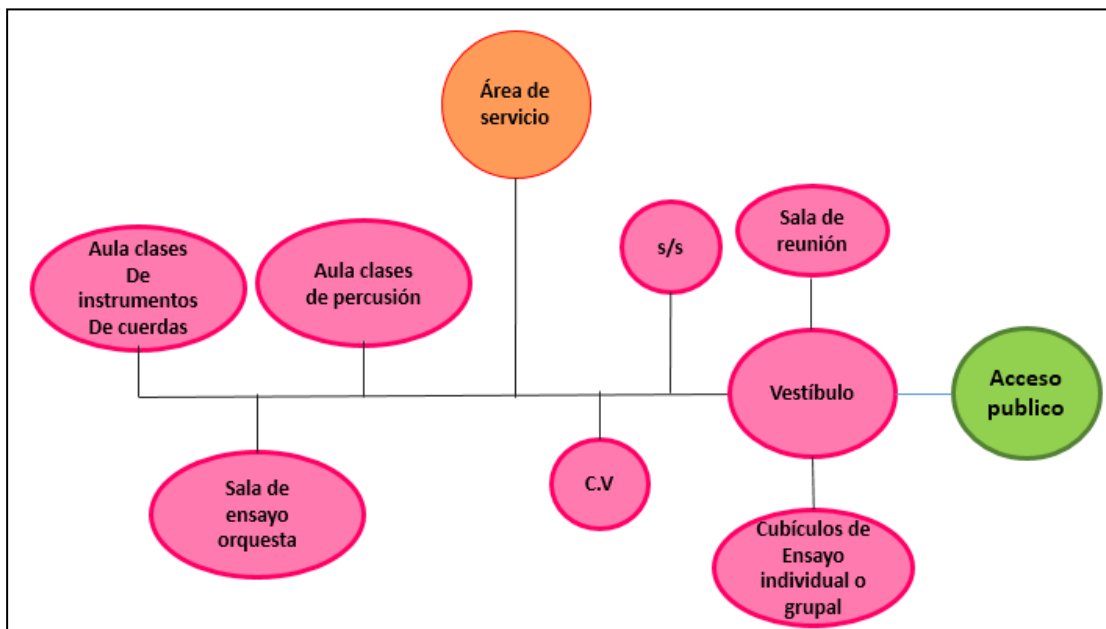 Área de
servicio
Aula clases
De
instrumentos
De cuerdas
Aula clases
de percusión
s/s
Sala de
reunión
Vestíbulo
Acceso
publico
Sala de
ensayo
orquesta
C.V
Cubículos de
Ensayo
individual o
grupal